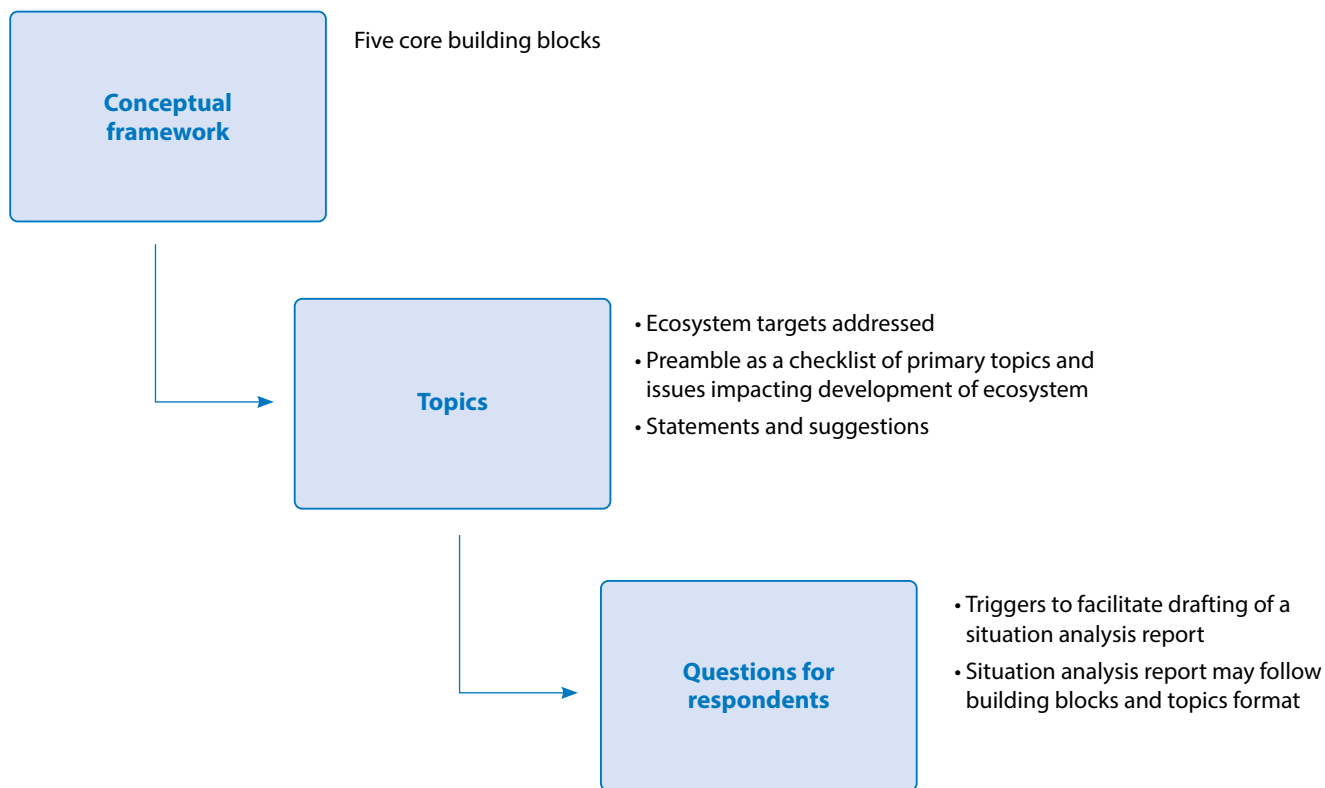 Five core building blocks
Conceptual
framework
• Ecosystem targets addressed
• Preamble as a checklist of primary topics and
issues impacting development of ecosystem
• Statements and suggestions
Topics
• Triggers to facilitate drafting of a
situation analysis report
• Situation analysis report may follow
building blocks and topics format
Questions for
respondents